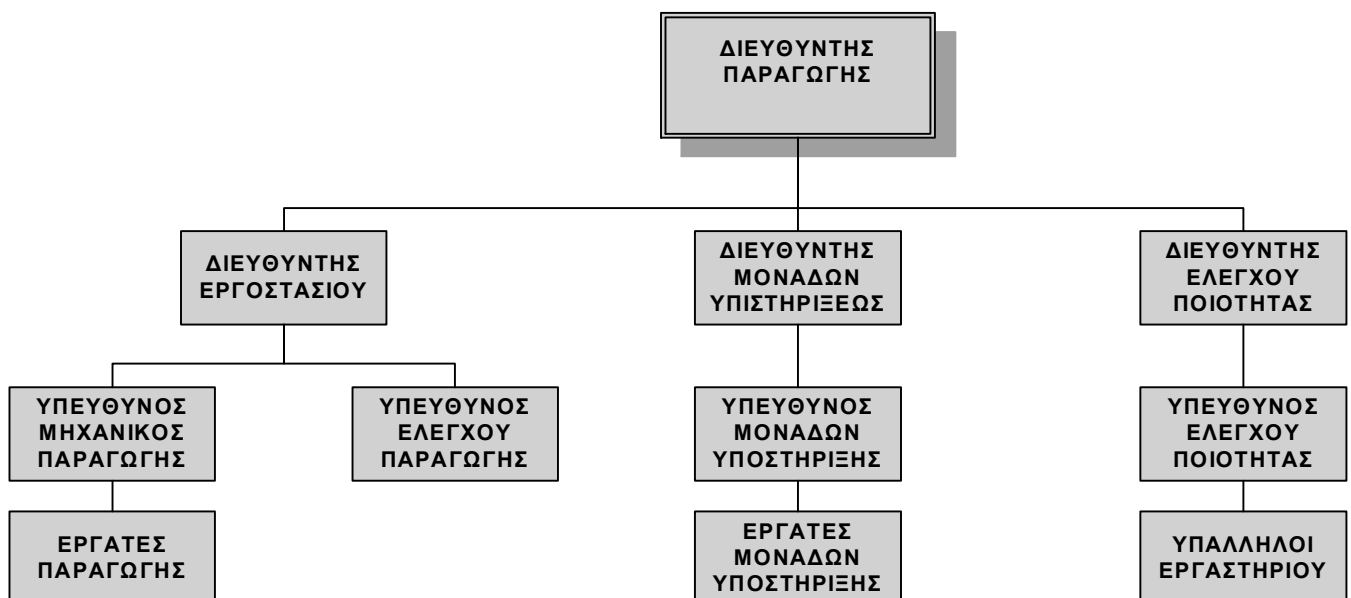 ΔΙΕΥΘΥΝΤΗΣ
ΠΑΡΑΓΩΓΗΣ
ΔΙΕΥΘΥΝΤΗΣ
ΕΡΓΟΣΤΑΣΙΟΥ
ΔΙΕΥΘΥΝΤΗΣ
ΜΟΝΑΔΩΝ
ΥΠΙΣΤΗΡΙΞΕΩΣ
ΔΙΕΥΘΥΝΤΗΣ
ΕΛΕΓΧΟΥ
ΠΟΙΟΤΗΤΑΣ
ΥΠΕΥΘΥΝΟΣ
ΜΗΧΑΝΙΚΟΣ
ΠΑΡΑΓΩΓΗΣ
ΥΠΕΥΘΥΝΟΣ
ΕΛΕΓΧΟΥ
ΠΑΡΑΓΩΓΗΣ
ΥΠΕΥΘΥΝΟΣ
ΜΟΝΑΔΩΝ
ΥΠΟΣΤΗΡΙΞΗΣ
ΥΠΕΥΘΥΝΟΣ
ΕΛΕΓΧΟΥ
ΠΟΙΟΤΗΤΑΣ
ΕΡΓΑΤΕΣ
ΠΑΡΑΓΩΓΗΣ
ΕΡΓΑΤΕΣ
ΜΟΝΑΔΩΝ
ΥΠΟΣΤΗΡΙΞΗΣ
ΥΠΑΛΛΗΛΟΙ
ΕΡΓΑΣΤΗΡΙΟΥ